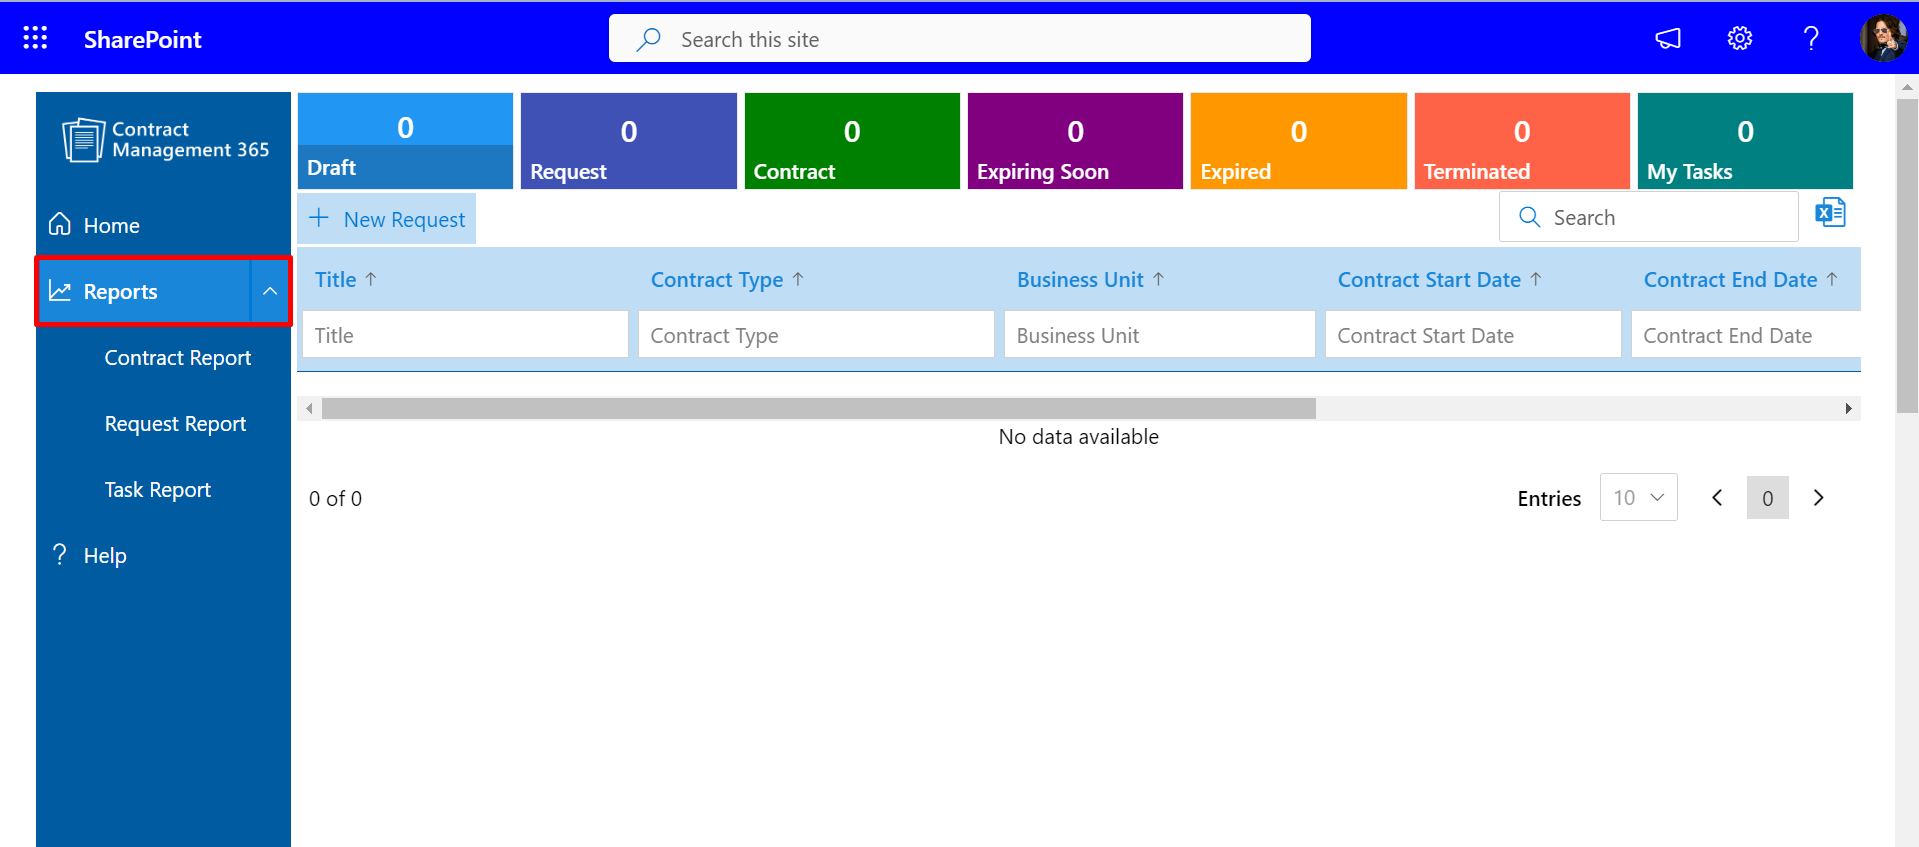 SharePoint
Search this site
Contract
Management 365
Home
Reports
Contract Report
Request Report
Task Report
Help
0
Draft
0
Request
0
Contract
0
Expiring Soon
0
Expired
0
Terminated
0
My Tasks
New Request
Search
Title Contract Type Business Unit Contract Start Date Contract End Date
Title Contract Type Business Unit Contract Start Date Contract End Date
No data available
0 of 0
Entries 10 0